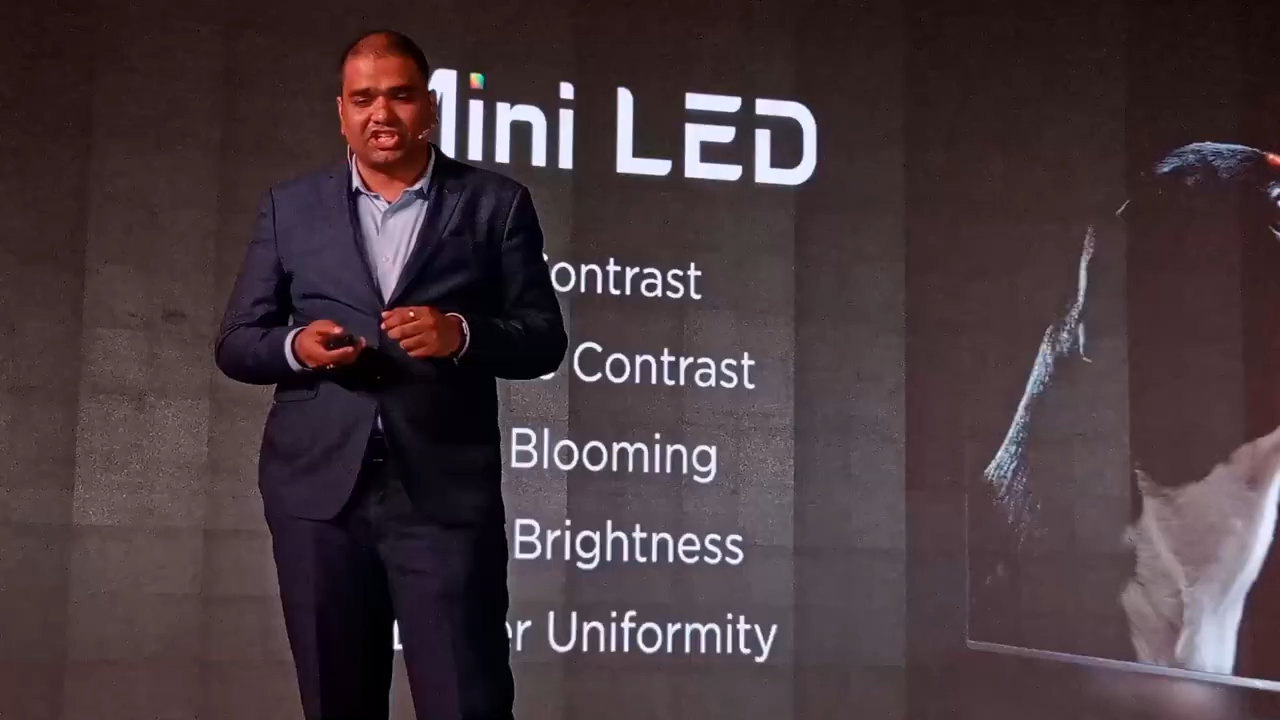 Mini LED
Contrast
Contrast
Blooming
Brightness
Uniformity